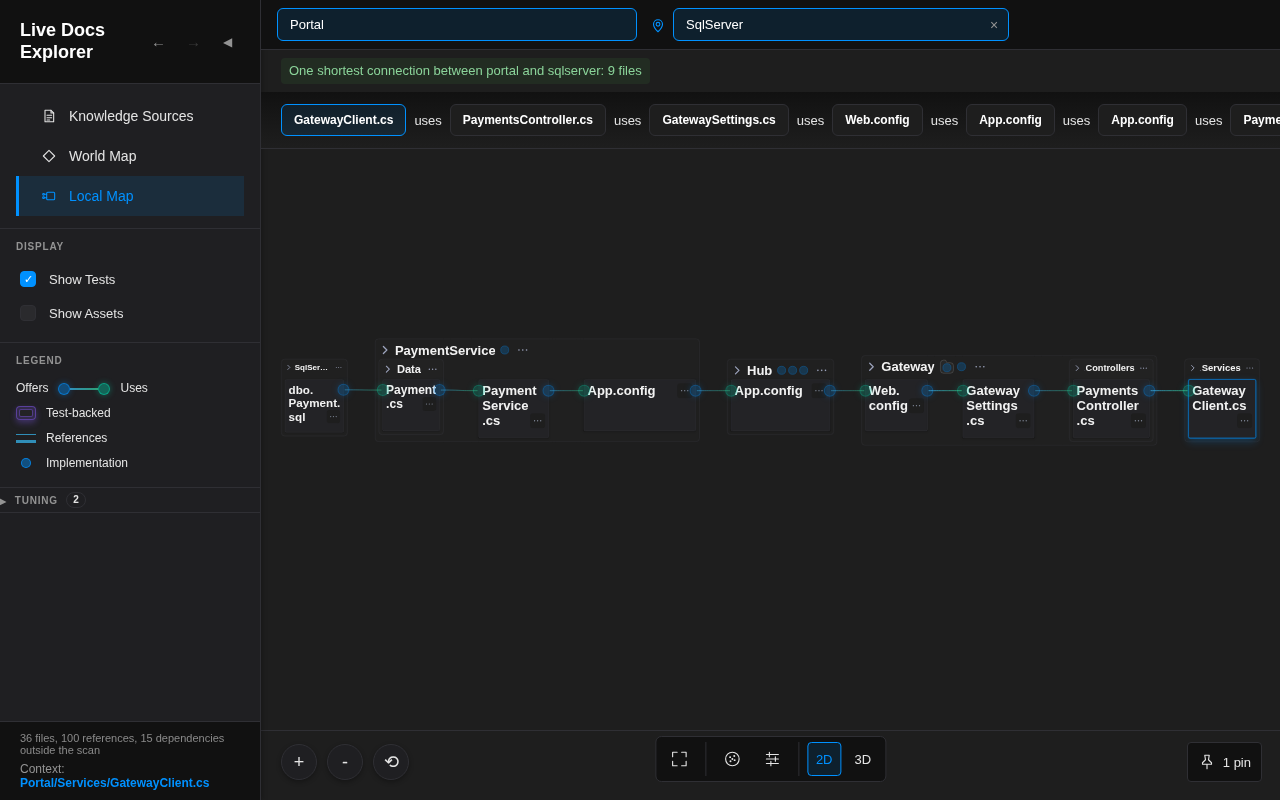 Live Docs
Explorer
← → ◀
Knowledge Sources
World Map
Local Map
DISPLAY
Show Tests
Show Assets
LEGEND
Offers Uses
Test-backed
References
Implementation
TUNING 2
36 files, 100 references, 15 dependencies
outside the scan
Context:
Portal/Services/GatewayClient.cs
Portal SqlServer ×
One shortest connection between portal and sqlserver: 9 files
GatewayClient.cs uses PaymentsController.cs uses GatewaySettings.cs uses Web.config uses App.config uses App.config uses Payme
SqlSer… ···
dbo.
Payment.
sql ···
PaymentService ···
Data ···
Payment
.cs ···
Payment
Service
.cs ···
App.config ···
Hub ···
App.config ···
Gateway ···
Web.
config ···
Gateway
Settings
.cs ···
Controllers ···
Payments
Controller
.cs ···
Services ···
Gateway
Client.cs
···
+ - ⟲
2D 3D
1 pin